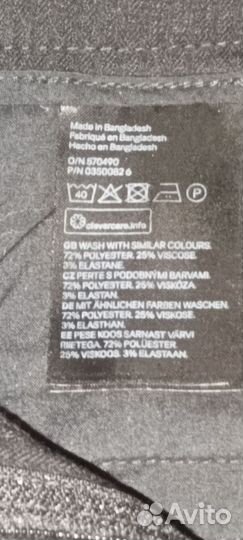 Made in Bangladesh
Fabriqué en Bangladesh
Hecho en Bangladesh
O/N 570490
P/N 03S0082 6
40
P
clevercare.info
GB WASH WITH SIMILAR COLOURS.
72% POLYESTER. 25% VISCOSE.
3% ELASTANE.
CZ PERTE S PODOBNÝMI BARVAMI.
72% POLYESTER. 25% VISKÓZA
3% ELASTAN.
DE MIT ÄHNLICHEN FARBEN WASCHEN.
72% POLYESTER. 25% VISKOSE.
3% ELASTHAN.
EE PESE KOOS SARNAST VÄRVI
RIIETEGA. 72% POLÜESTER.
25% VISKOOS. 3% ELASTAAN.
Avito